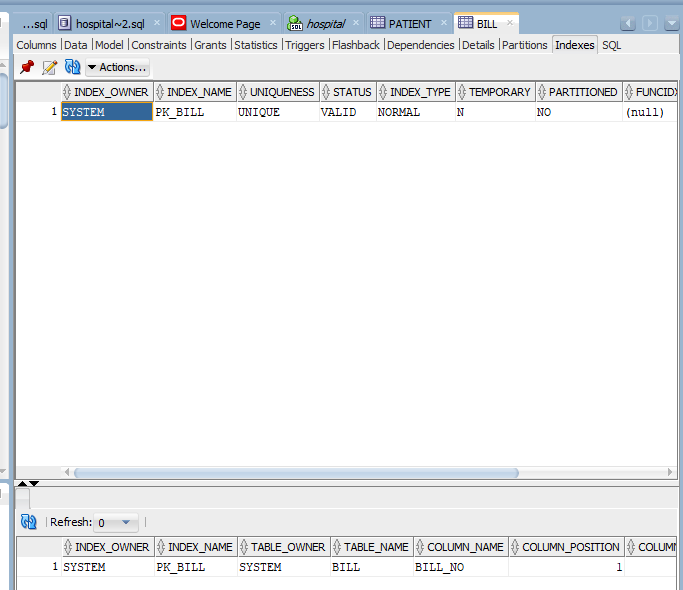 ...sql hospital~2.sql Welcome Page hospital PATIENT BILL
Columns Data Model Constraints Grants Statistics Triggers Flashback Dependencies Details Partitions Indexes SQL
Actions...
INDEX_OWNER INDEX_NAME UNIQUENESS STATUS INDEX_TYPE TEMPORARY PARTITIONED FUNCID
1 SYSTEM PK_BILL UNIQUE VALID NORMAL N NO (null)
Refresh: 0
INDEX_OWNER INDEX_NAME TABLE_OWNER TABLE_NAME COLUMN_NAME COLUMN_POSITION COLUM
1 SYSTEM PK_BILL SYSTEM BILL BILL_NO 1